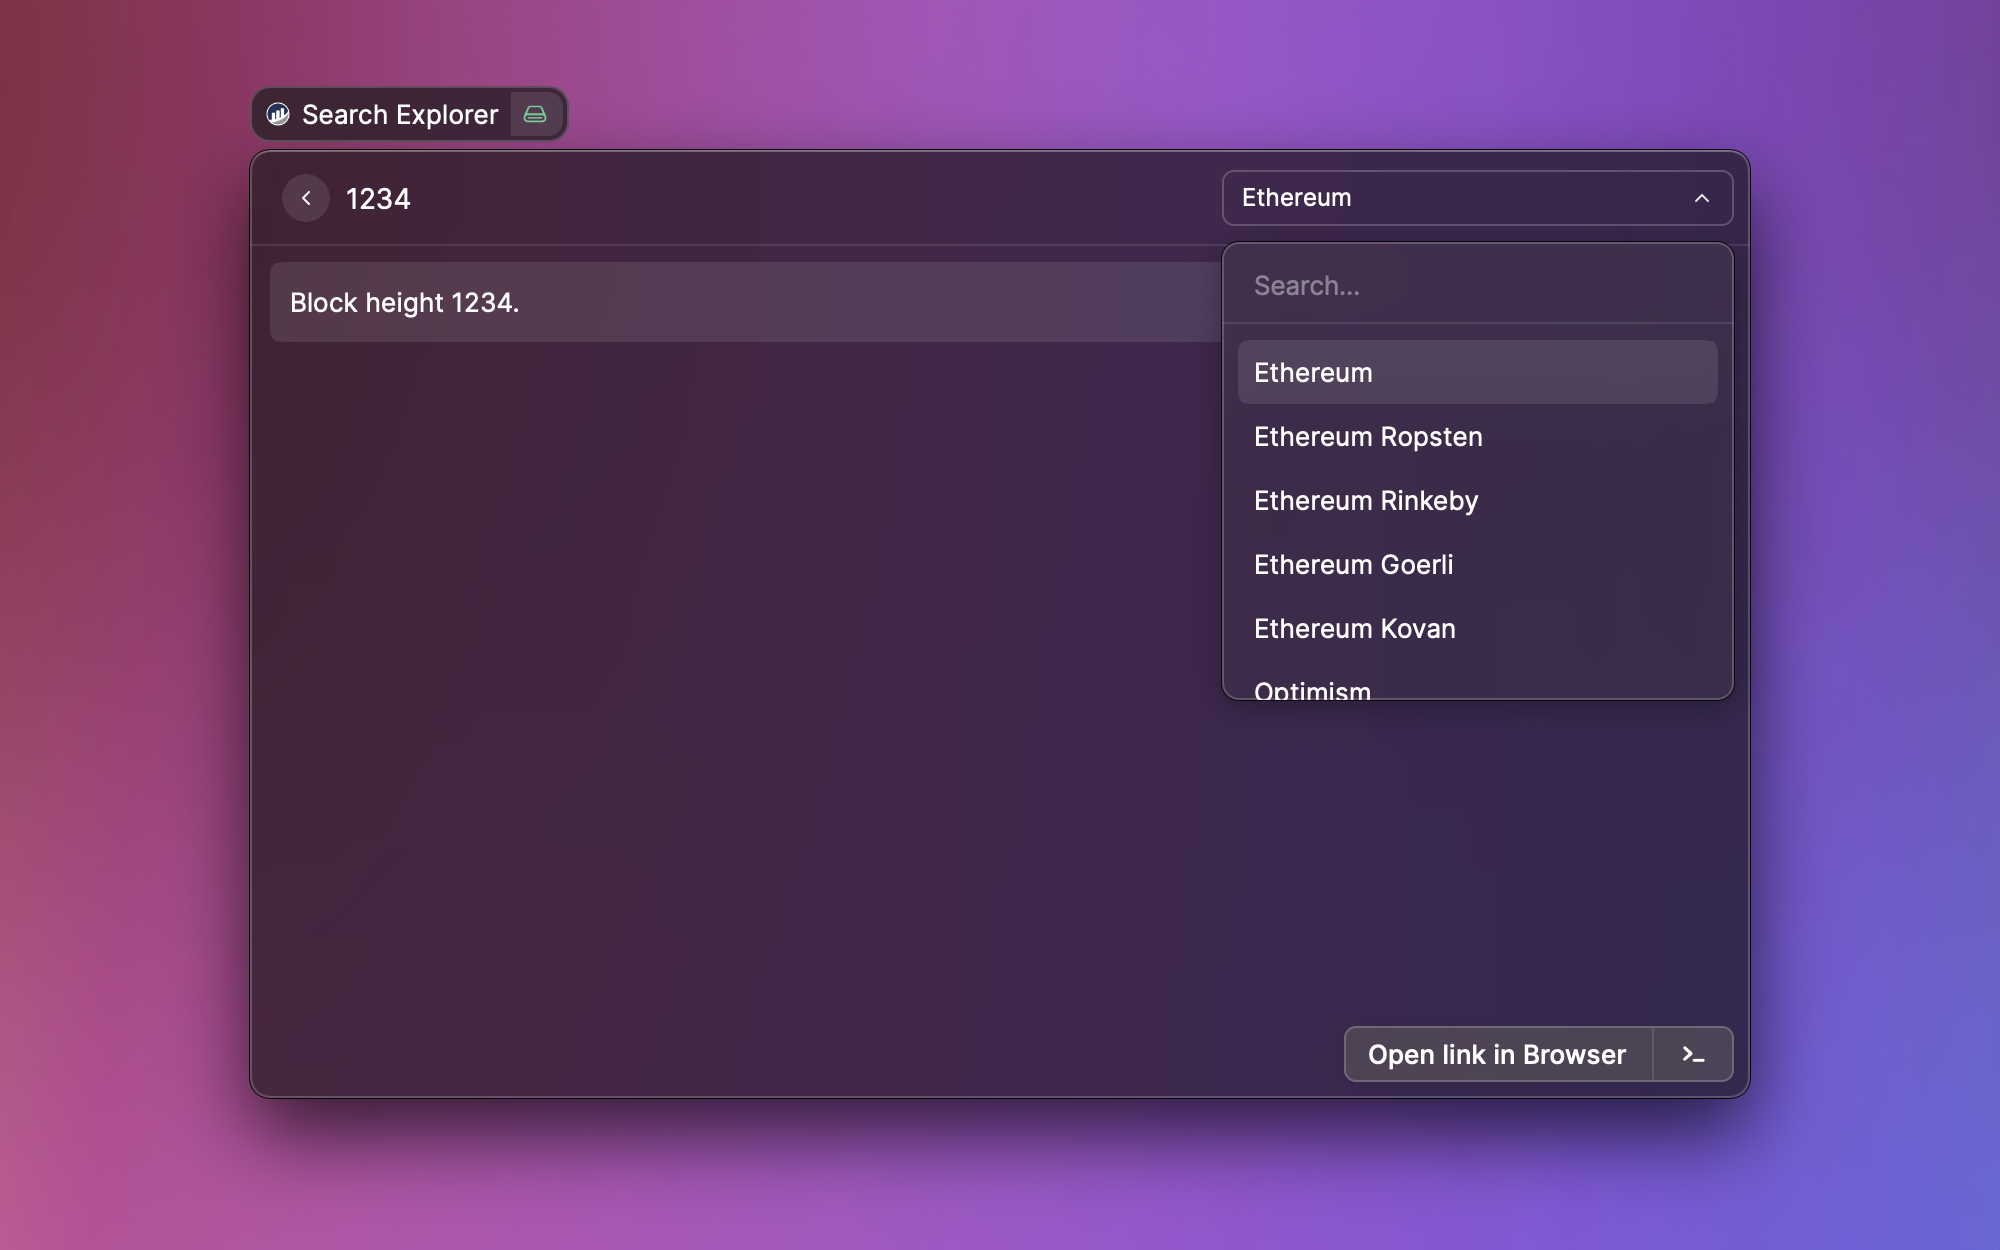 Search Explorer
1234
Ethereum
Search...
Block height 1234.
Ethereum
Ethereum Ropsten
Ethereum Rinkeby
Ethereum Goerli
Ethereum Kovan
Optimism
Open link in Browser